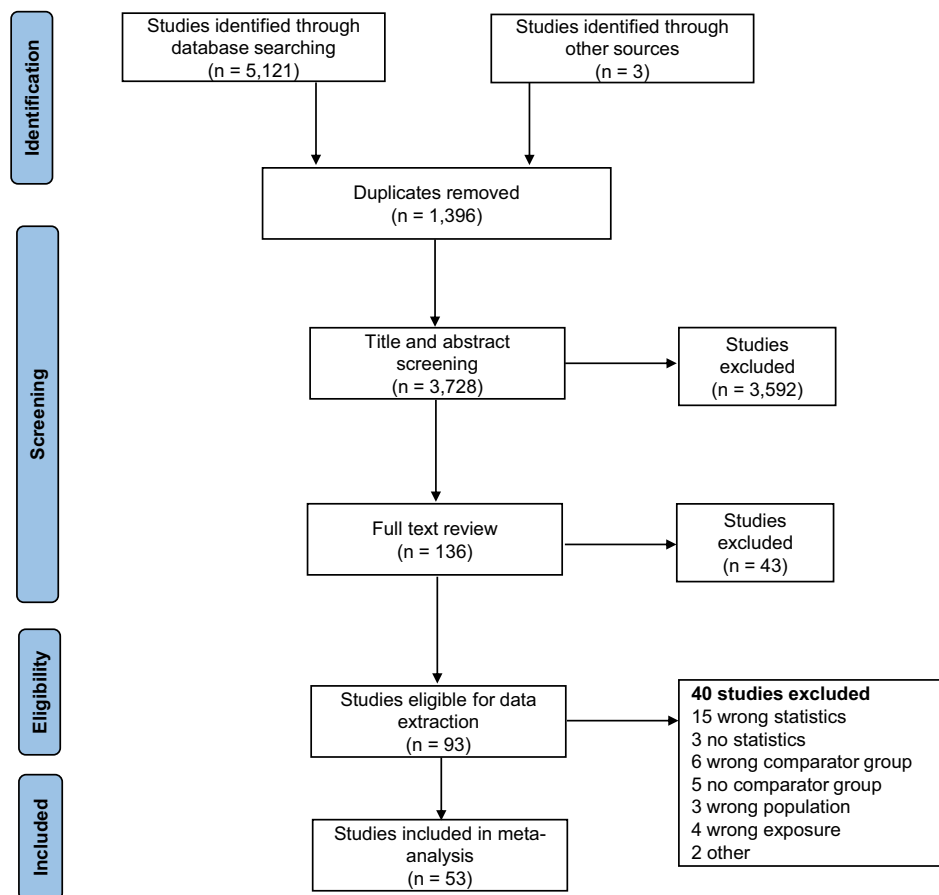 Identification
Studies identified through
database searching
(n = 5,121)
Studies identified through
other sources
(n = 3)
Duplicates removed
(n = 1,396)
Screening
Title and abstract
screening
(n = 3,728)
Studies
excluded
(n = 3,592)
Full text review
(n = 136)
Studies
excluded
(n = 43)
Eligibility
Studies eligible for data
extraction
(n = 93)
40 studies excluded
15 wrong statistics
3 no statistics
6 wrong comparator group
5 no comparator group
3 wrong population
4 wrong exposure
2 other
Included
Studies included in meta-
analysis
(n = 53)